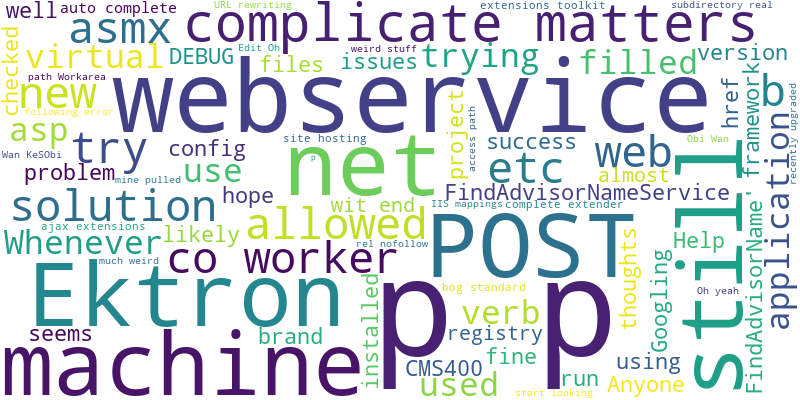 well auto complete URL rewriting complicate matters extensions toolkit subdirectory real
checked asmx Edit Oh weird stuff
virtual DEBUG files issues trying filled version
path Workarea
new webservice b href
following error
asp try config net site hosting success web project access path Obi Wan recently upgraded
Wan KeSObi
problem use etc almost
mine pulled
solution hope FindAdvisorNameService application
allowed wit end IIS mappings complete extender
ajax extensions
Whenever likely co worker rel nofollow POST still Help FindAdvisorName' framework
much weird
Ektron p p thoughts Googling
bog standard Oh yeah
seems brand installed verb registry
machine CMS400 fine using
used run Anyone
start looking
p